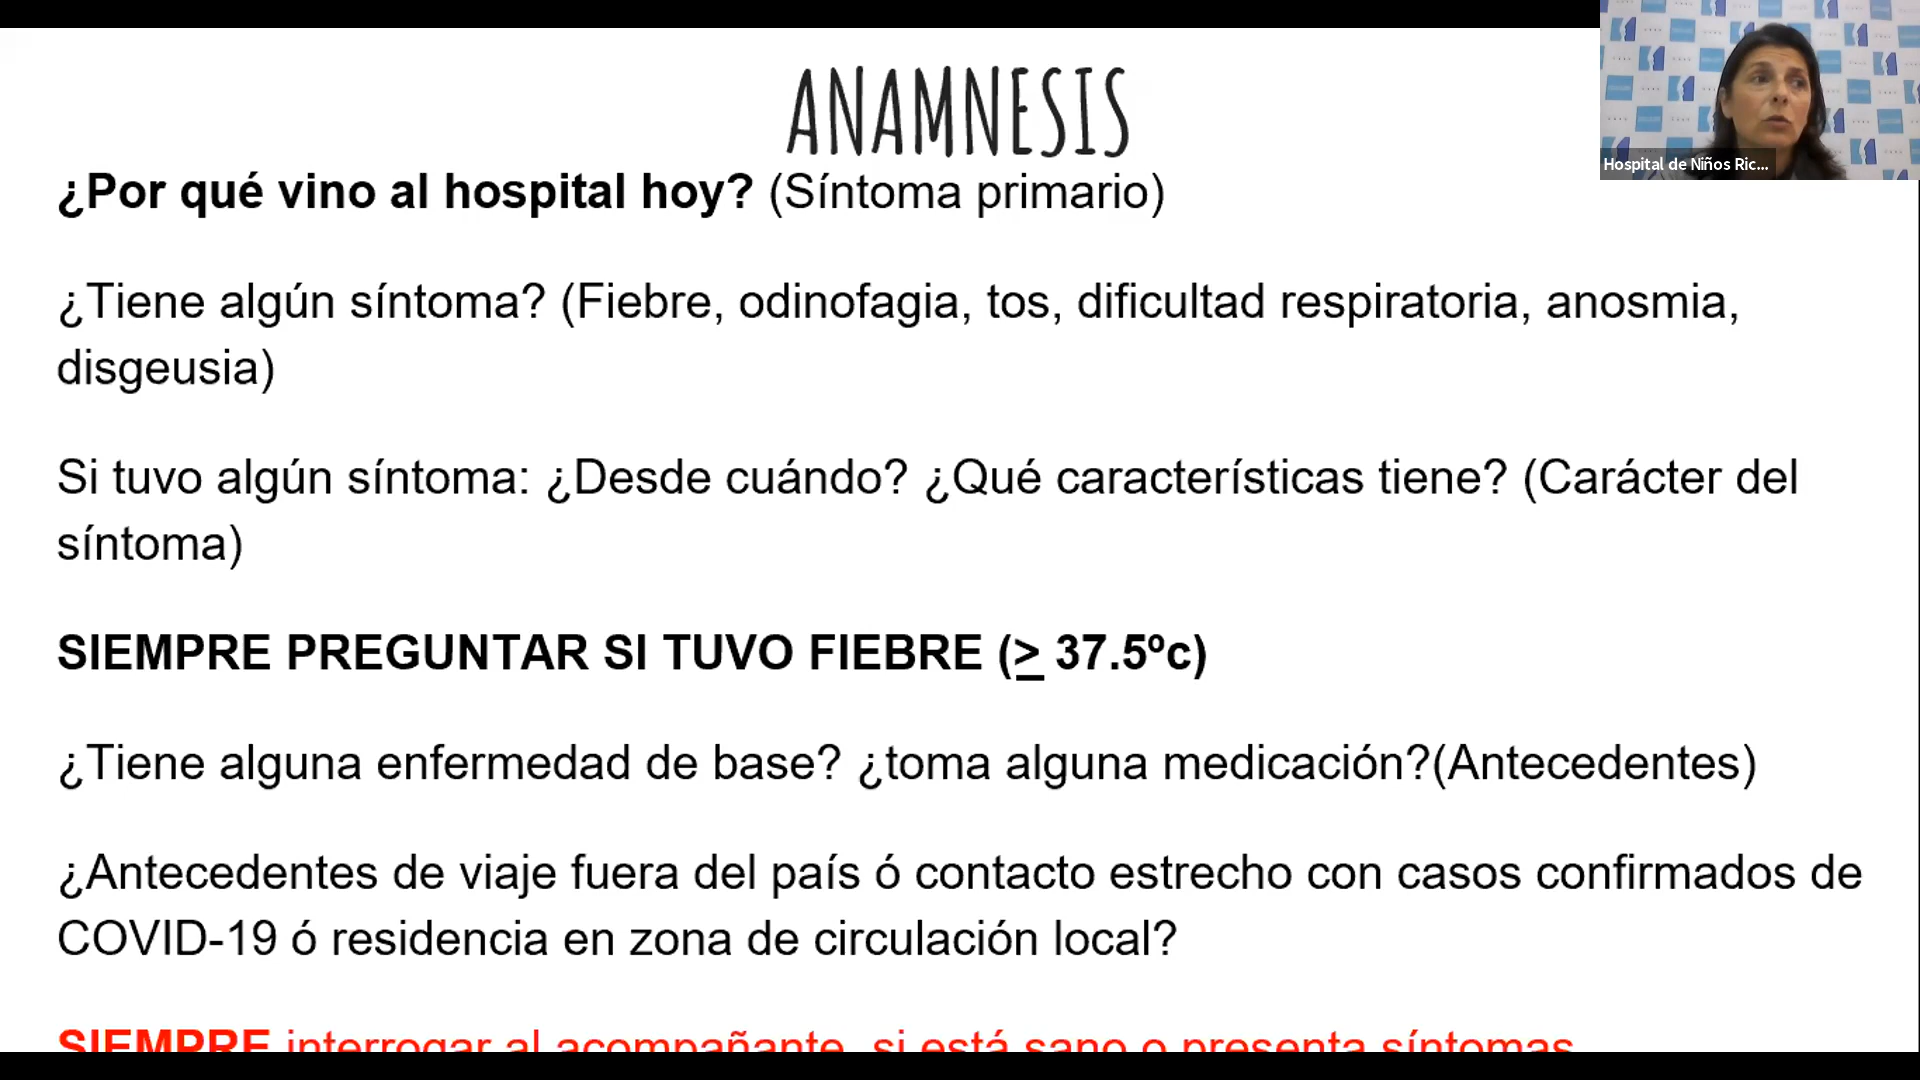 ANAMNESIS
¿Por qué vino al hospital hoy? (Síntoma primario)
Hospital de Niños Ric...
¿Tiene algún síntoma? (Fiebre, odinofagia, tos, dificultad respiratoria, anosmia,
disgeusia)
Si tuvo algún síntoma: ¿Desde cuándo? ¿Qué características tiene? (Carácter del
síntoma)
SIEMPRE PREGUNTAR SI TUVO FIEBRE (> 37.5ºc)
¿Tiene alguna enfermedad de base? ¿toma alguna medicación?(Antecedentes)
¿Antecedentes de viaje fuera del país ó contacto estrecho con casos confirmados de
COVID-19 ó residencia en zona de circulación local?
SIEMPRE interrogar al acompañante, si está sano o presenta síntomas